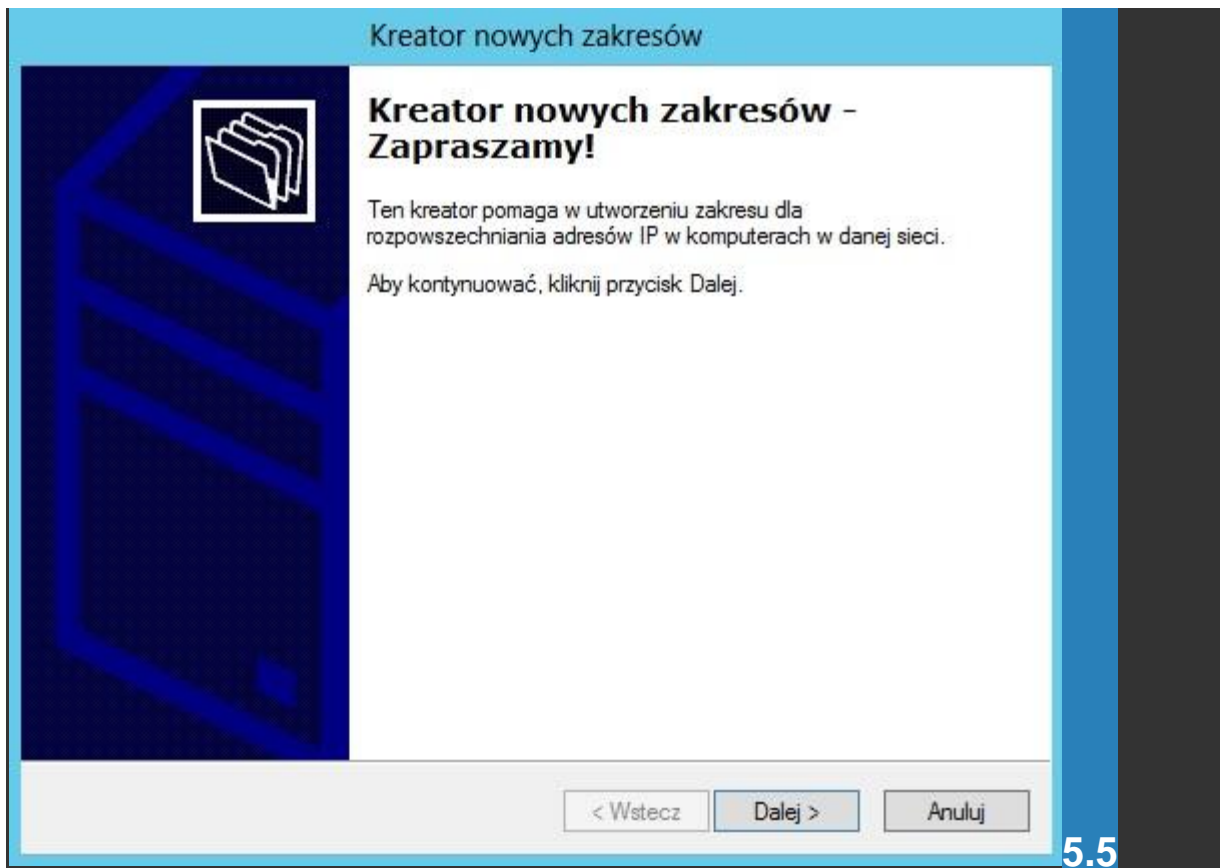 Kreator nowych zakresów
Kreator nowych zakresów -
Zapraszamy!
Ten kreator pomaga w utworzeniu zakresu dla
rozpowszechniania adresów IP w komputerach w danej sieci.
Aby kontynuować, kliknij przycisk Dalej.
< Wstecz
Dalej >
Anuluj
5.5